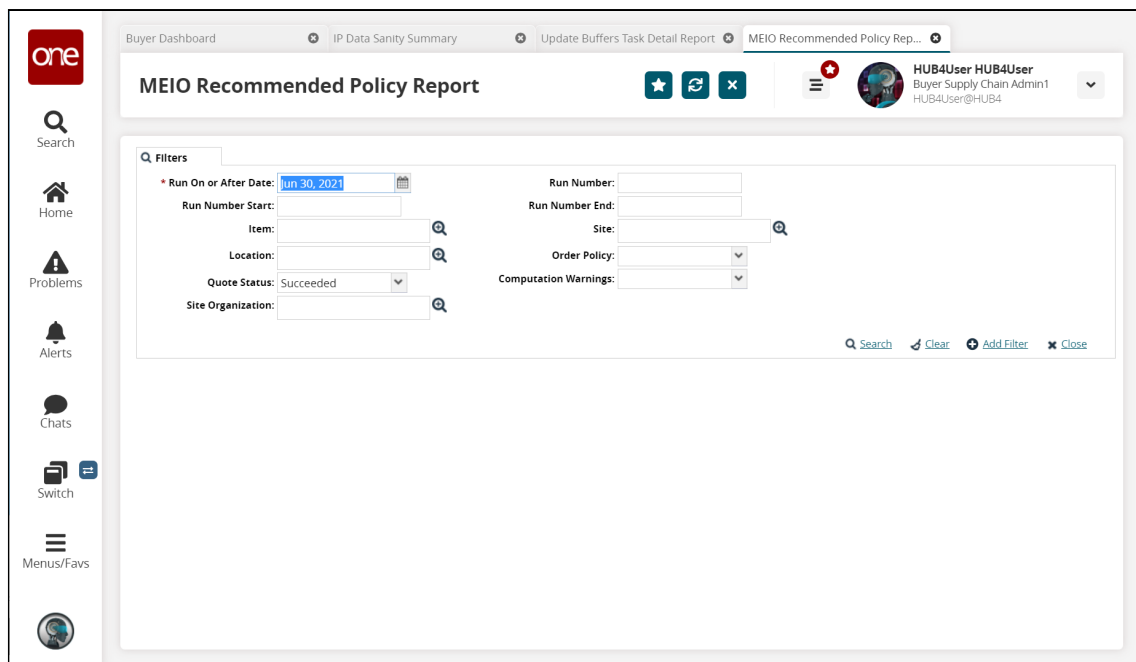 one
Search
Home
Problems
Alerts
Chats
Switch
Menus/Favs
Buyer Dashboard
IP Data Sanity Summary
Update Buffers Task Detail Report
MEIO Recommended Policy Rep...
MEIO Recommended Policy Report
HUB4User HUB4User
Buyer Supply Chain Admin1
HUB4User@HUB4
Filters
* Run On or After Date: Jun 30, 2021
Run Number:
Run Number Start:
Run Number End:
Item:
Site:
Location:
Order Policy:
Quote Status: Succeeded
Computation Warnings:
Site Organization:
Search
Clear
Add Filter
Close